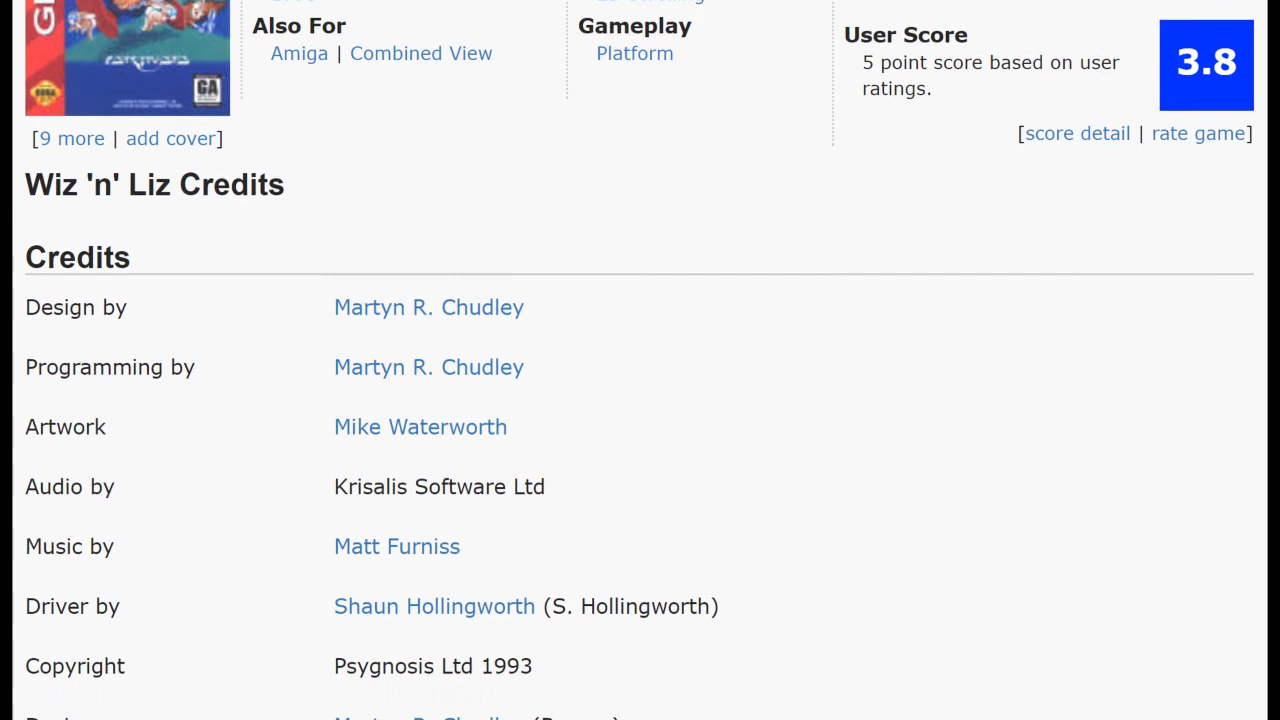 Also For
Amiga | Combined View
Gameplay
Platform
User Score
5 point score based on user
ratings.
3.8
[score detail | rate game]
GA
[9 more | add cover]
Wiz 'n' Liz Credits
Credits
Design by Martyn R. Chudley
Programming by Martyn R. Chudley
Artwork Mike Waterworth
Audio by Krisalis Software Ltd
Music by Matt Furniss
Driver by Shaun Hollingworth (S. Hollingworth)
Copyright Psygnosis Ltd 1993